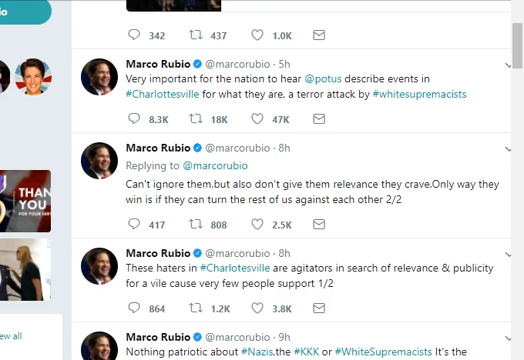 io
342 437 1.0K
Marco Rubio @marcorubio · 5h
Very important for the nation to hear @potus describe events in
#Charlottesville for what they are, a terror attack by #whitesupremacists
8.3K 18K 47K
Marco Rubio @marcorubio · 8h
Replying to @marcorubio
Can't ignore them.but also don't give them relevance they crave.Only way they
win is if they can turn the rest of us against each other 2/2
417 808 2.5K
Marco Rubio @marcorubio · 8h
These haters in #Charlotesville are agitators in search of relevance & publicity
for a vile cause very few people support 1/2
864 1.2K 3.8K
Marco Rubio @marcorubio · 9h
Nothing patriotic about #Nazis,the #KKK or #WhiteSupremacists It's the
THAN
YOU
FOR YOUR SER
ew all